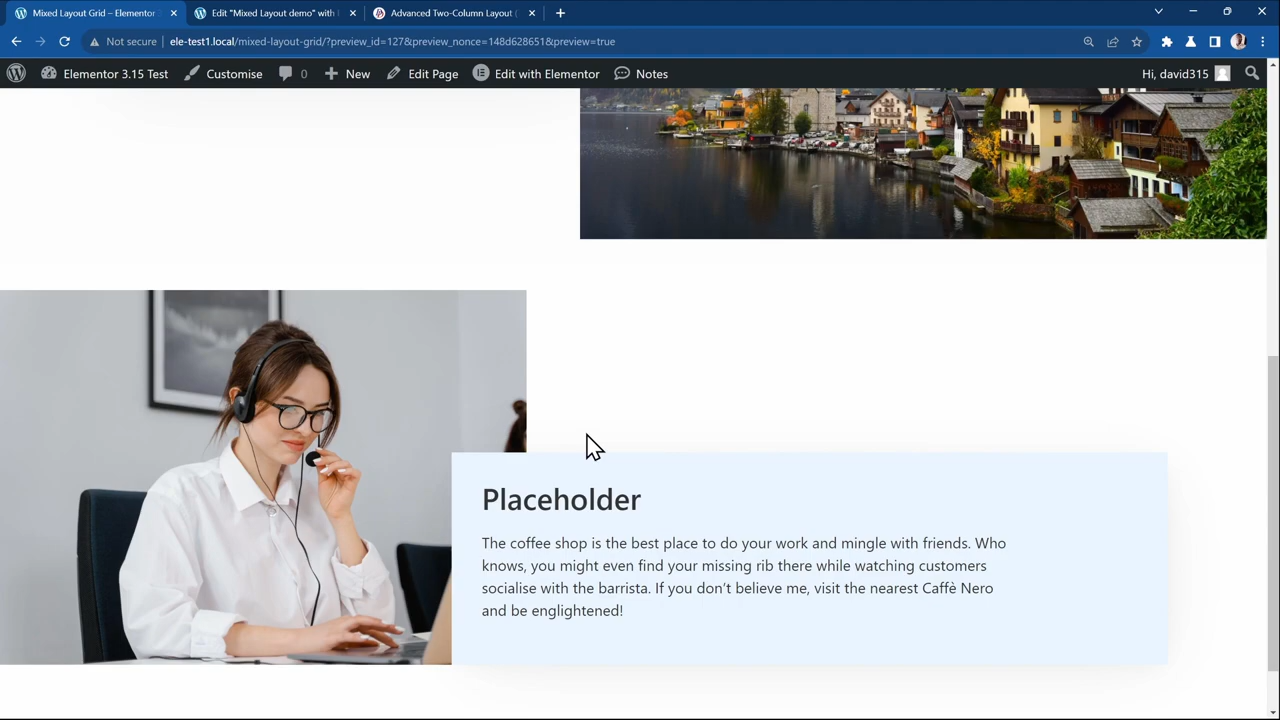 Mixed Layout Grid – Elementor
Edit "Mixed Layout demo" with
Advanced Two-Column Layout (
Not secure
ele-test1.local/mixed-layout-grid/?preview_id=127&preview_nonce=148d628651&preview=true
Elementor 3.15 Test
Customise
0
New
Edit Page
Edit with Elementor
Notes
Hi, david315
Placeholder
The coffee shop is the best place to do your work and mingle with friends. Who
knows, you might even find your missing rib there while watching customers
socialise with the barrista. If you don’t believe me, visit the nearest Caffè Nero
and be englightened!